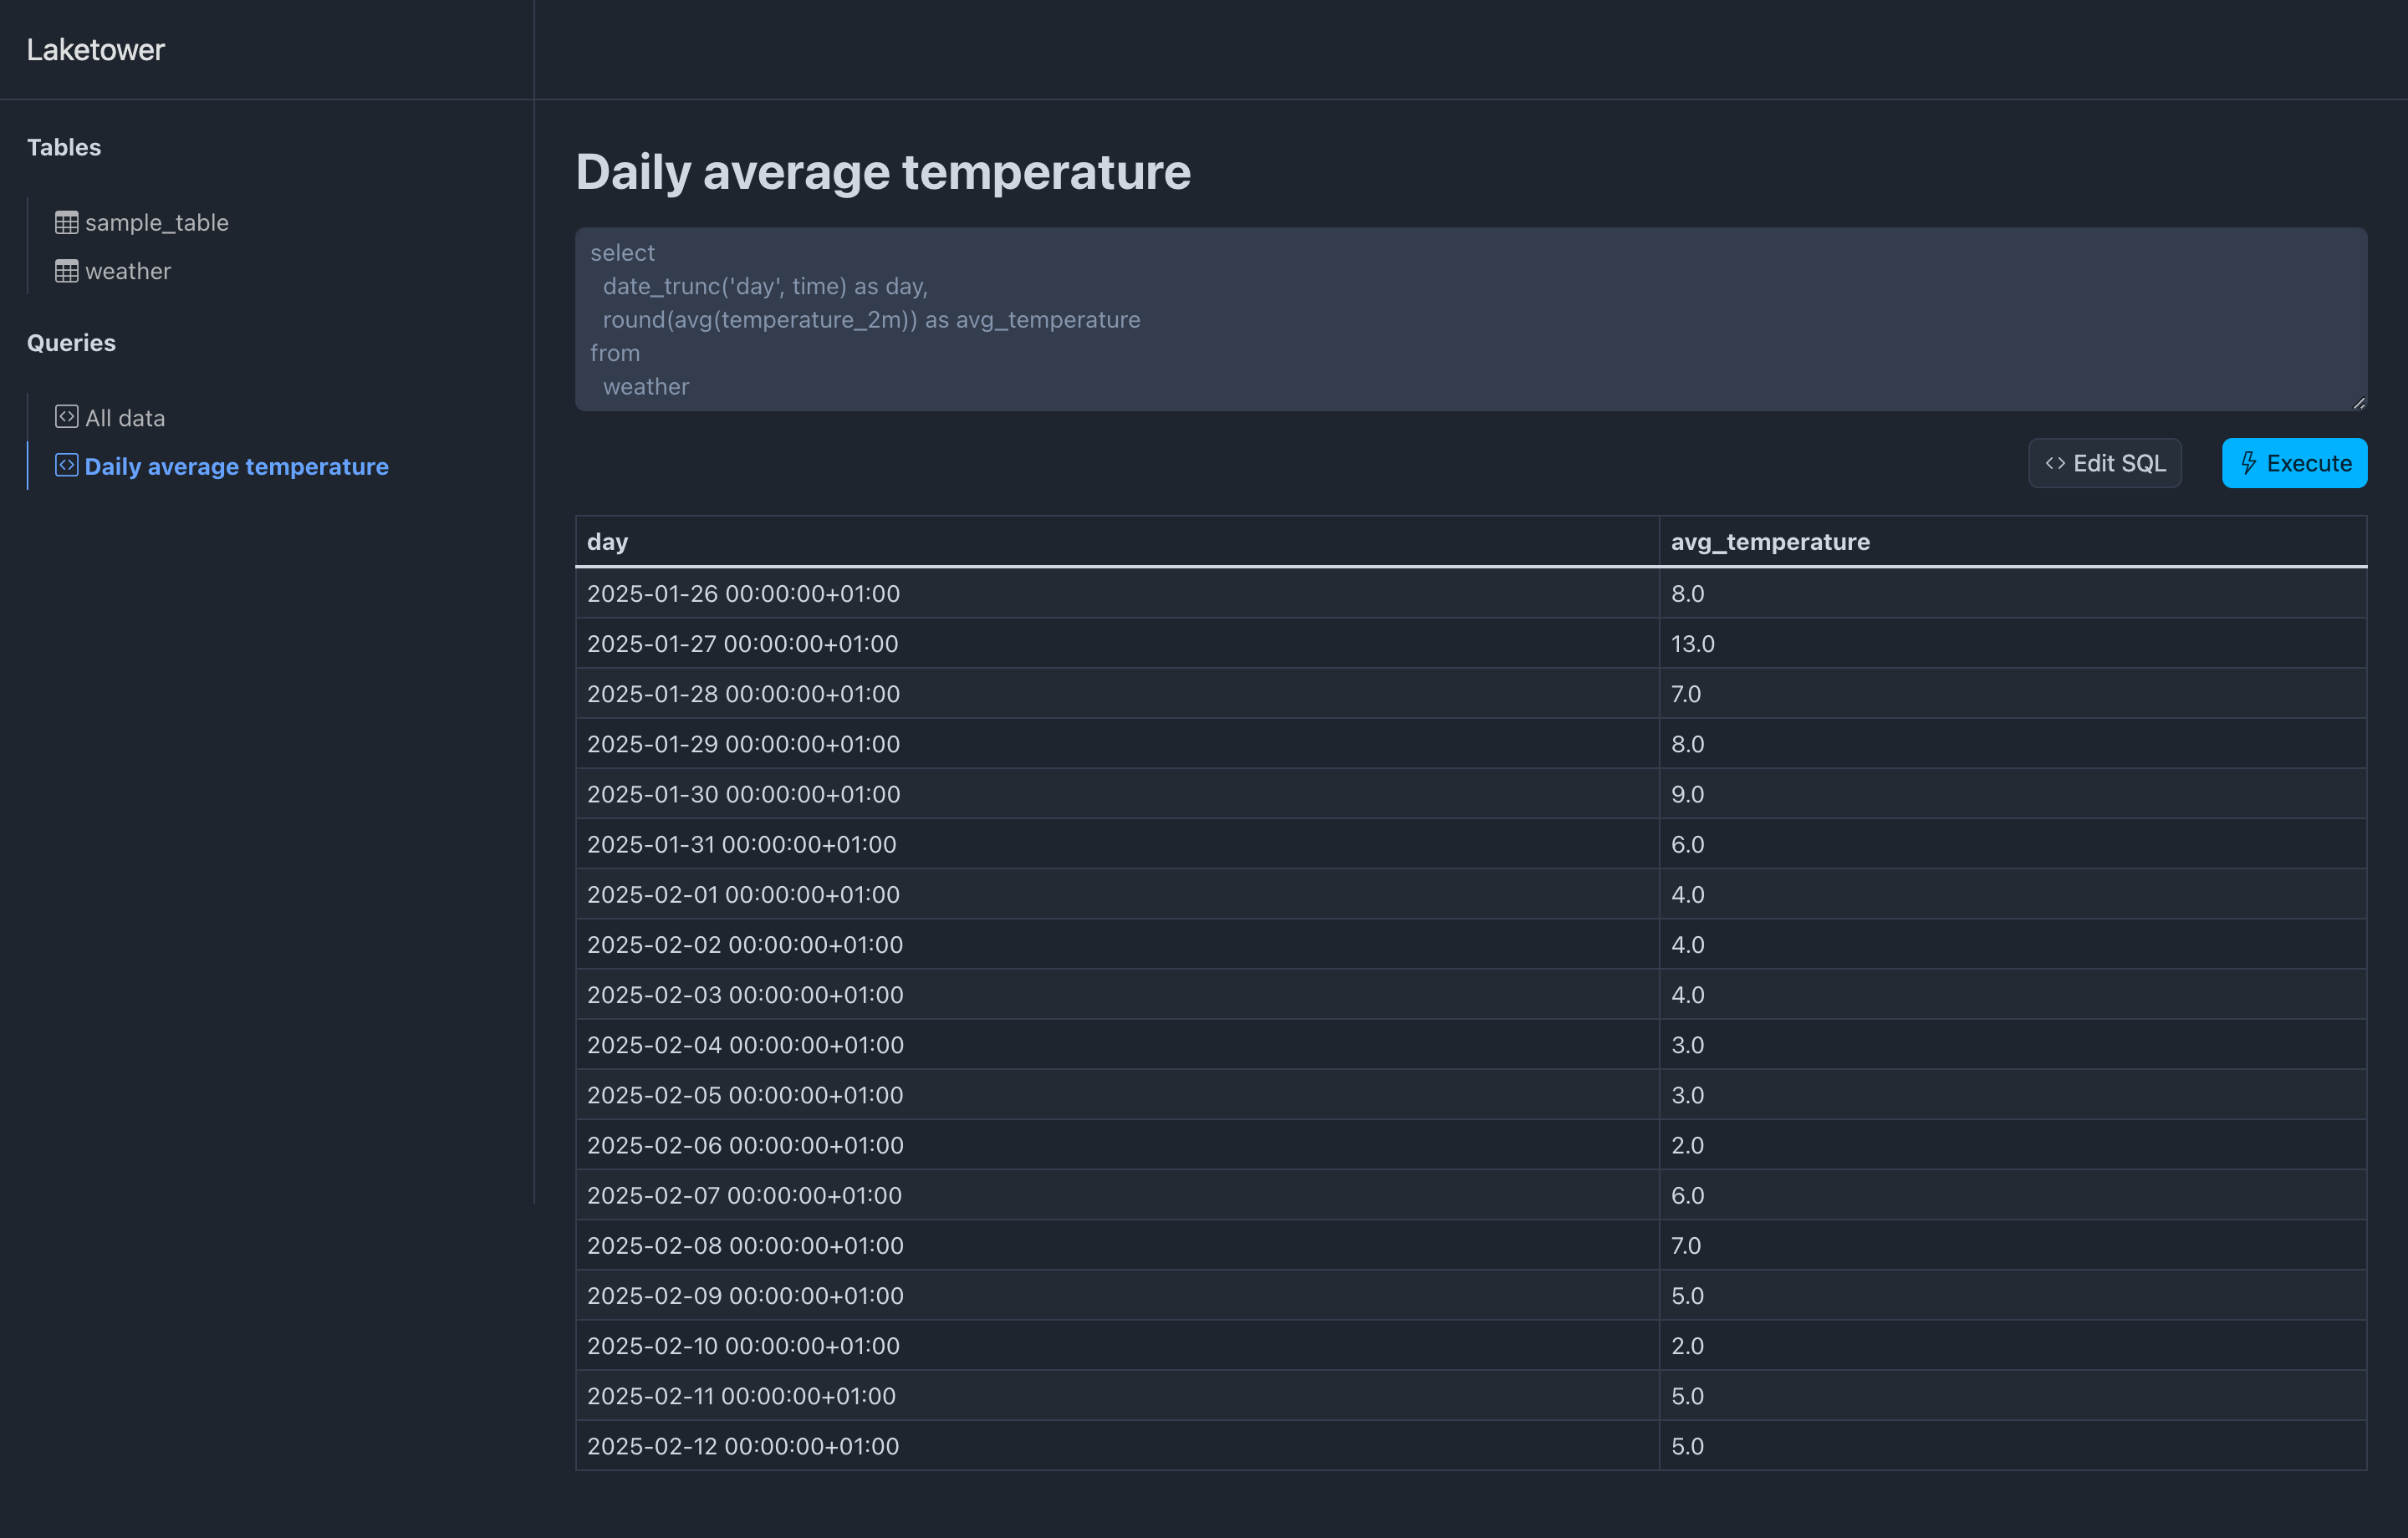 Laketower
Tables
sample_table
weather
Queries
All data
Daily average temperature
Daily average temperature
select
  date_trunc('day', time) as day,
  round(avg(temperature_2m)) as avg_temperature
from
  weather
<> Edit SQL Execute
day avg_temperature
2025-01-26 00:00:00+01:00 8.0
2025-01-27 00:00:00+01:00 13.0
2025-01-28 00:00:00+01:00 7.0
2025-01-29 00:00:00+01:00 8.0
2025-01-30 00:00:00+01:00 9.0
2025-01-31 00:00:00+01:00 6.0
2025-02-01 00:00:00+01:00 4.0
2025-02-02 00:00:00+01:00 4.0
2025-02-03 00:00:00+01:00 4.0
2025-02-04 00:00:00+01:00 3.0
2025-02-05 00:00:00+01:00 3.0
2025-02-06 00:00:00+01:00 2.0
2025-02-07 00:00:00+01:00 6.0
2025-02-08 00:00:00+01:00 7.0
2025-02-09 00:00:00+01:00 5.0
2025-02-10 00:00:00+01:00 2.0
2025-02-11 00:00:00+01:00 5.0
2025-02-12 00:00:00+01:00 5.0